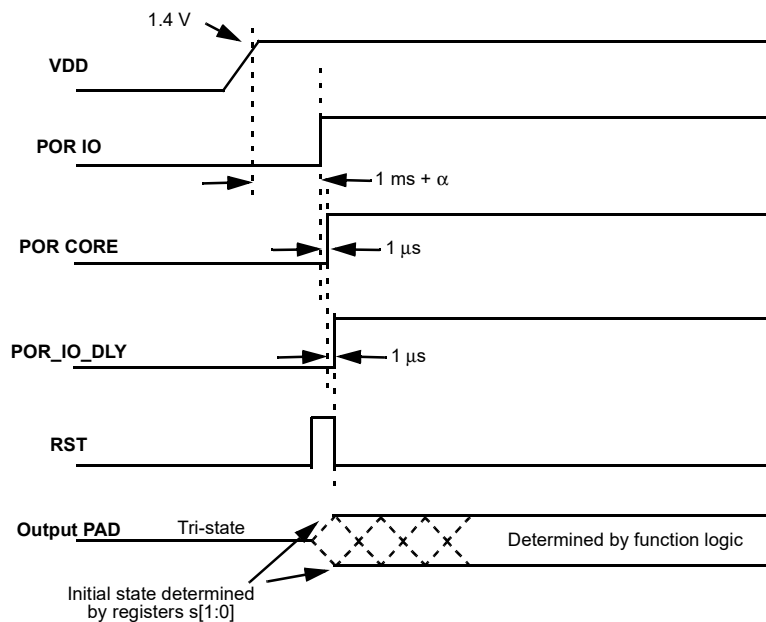 1.4 V
VDD
POR IO
1 ms + α
POR CORE
1 μs
POR_IO_DLY
1 μs
RST
Output PAD
Tri-state
Determined by function logic
Initial state determined
by registers s[1:0]